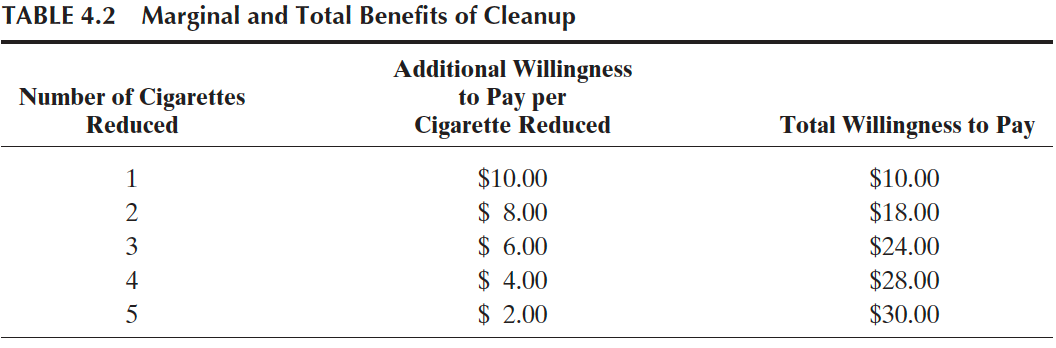 TABLE 4.2 Marginal and Total Benefits of Cleanup
Additional Willingness
Number of Cigarettes to Pay per
Reduced Cigarette Reduced Total Willingness to Pay
1 $10.00 $10.00
2 $ 8.00 $18.00
3 $ 6.00 $24.00
4 $ 4.00 $28.00
5 $ 2.00 $30.00